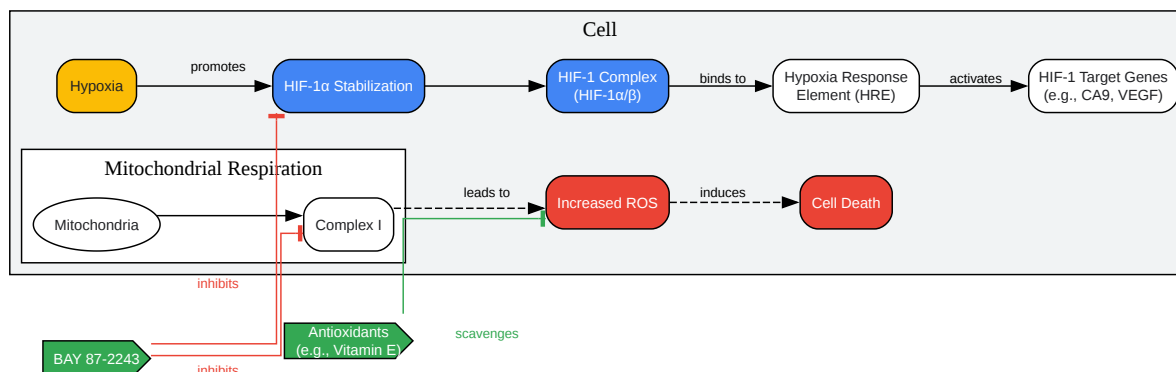 Cell
promotes
Hypoxia
HIF-1α Stabilization
HIF-1 Complex
(HIF-1α/β)
binds to
Hypoxia Response
Element (HRE)
activates
HIF-1 Target Genes
(e.g., CA9, VEGF)
Mitochondrial Respiration
Mitochondria
Complex I
leads to
Increased ROS
induces
Cell Death
inhibits
Antioxidants
(e.g., Vitamin E)
scavenges
BAY 87-2243
inhibits